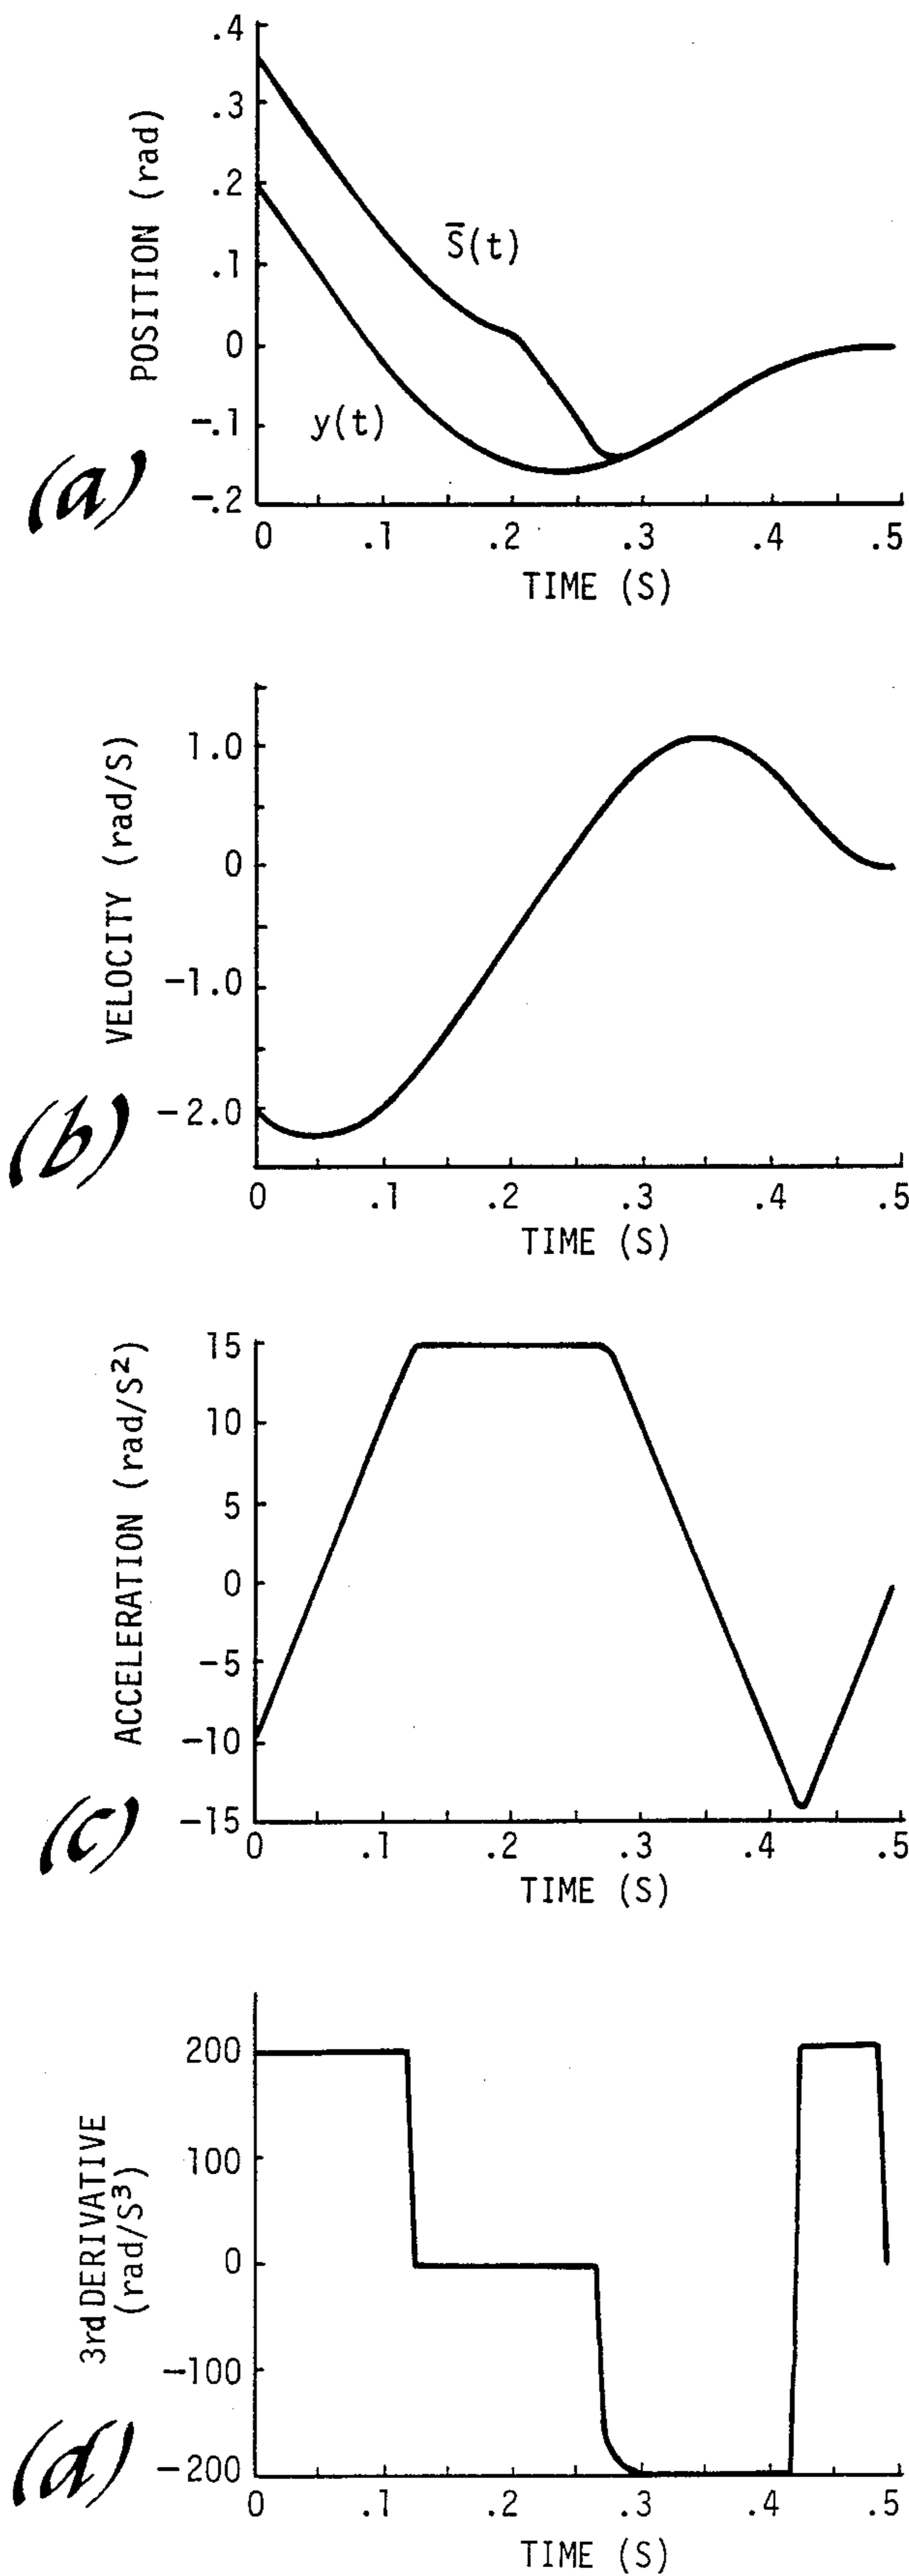 .4
.3
.2
.1
0
-.1
-.2
POSITION (rad)
S̄(t)
y(t)
(a)
0 .1 .2 .3 .4 .5
TIME (S)
1.0
0
-1.0
-2.0
VELOCITY (rad/S)
(b)
0 .1 .2 .3 .4 .5
TIME (S)
15
10
5
0
-5
-10
-15
ACCELERATION (rad/S²)
(c)
0 .1 .2 .3 .4 .5
TIME (S)
200
100
0
-100
-200
3rd DERIVATIVE
(rad/S³)
(d)
0 .1 .2 .3 .4 .5
TIME (S)